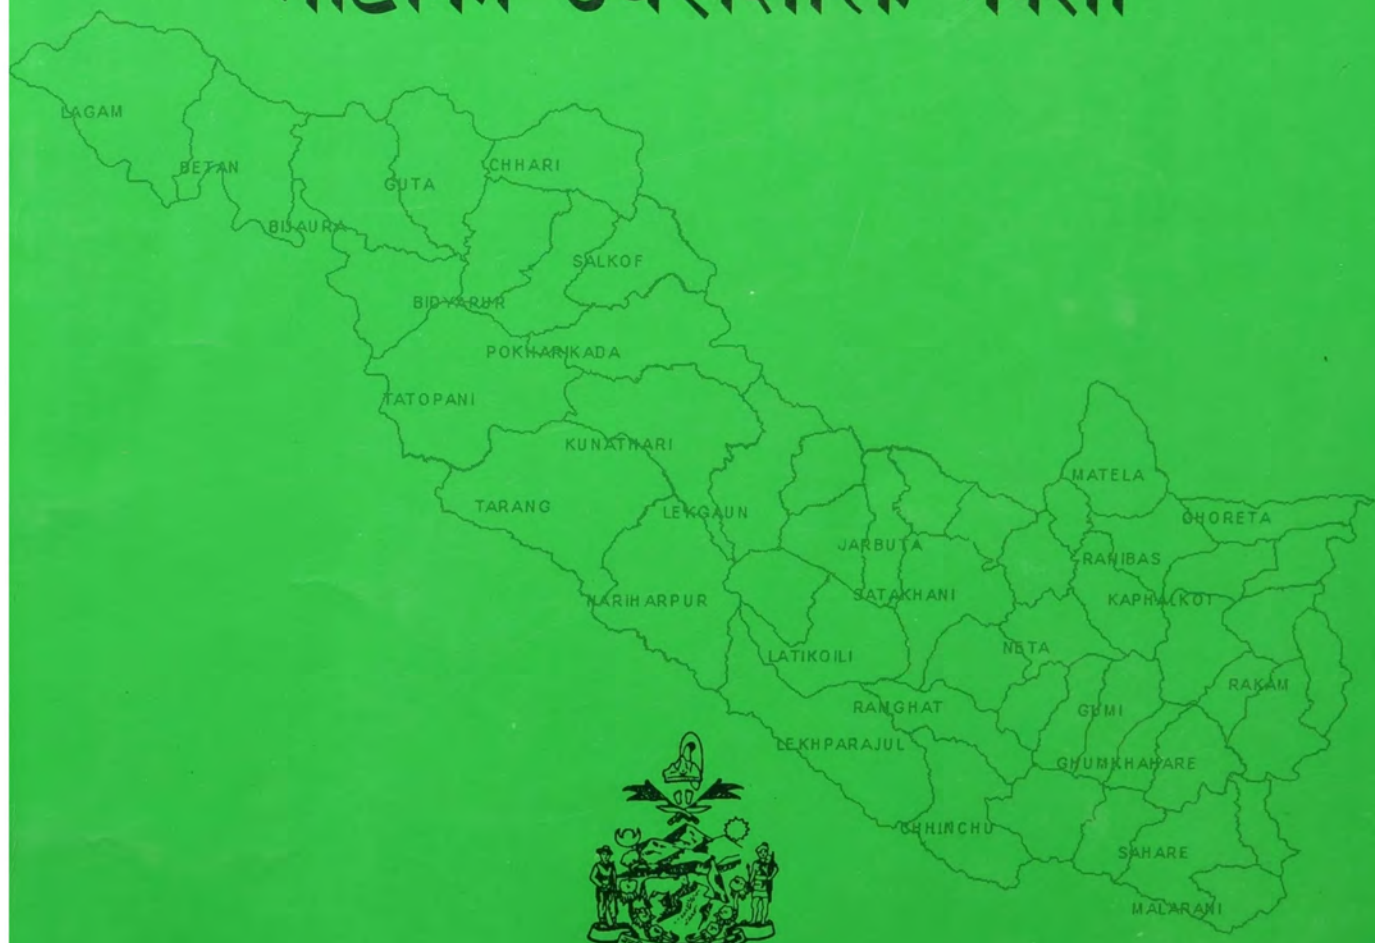 LAGAM
BETAN
GUTA
CHHARI
BIJAURA
SALKOF
BIDYAPUR
POKHARIKADA
TATOPANI
KUNATHARI
TARANG
LEKGAUN
MATELA
GHORETA
JARBUTA
RANIBAS
HARIHARPUR
SATAKHANI
KAPHALKOT
LATIKOILI
NETA
RAKAM
RAMGHAT
GUMI
LEKHPARAJUL
GHUMKHAHARE
CHHINCHU
SAHARE
MALARANI